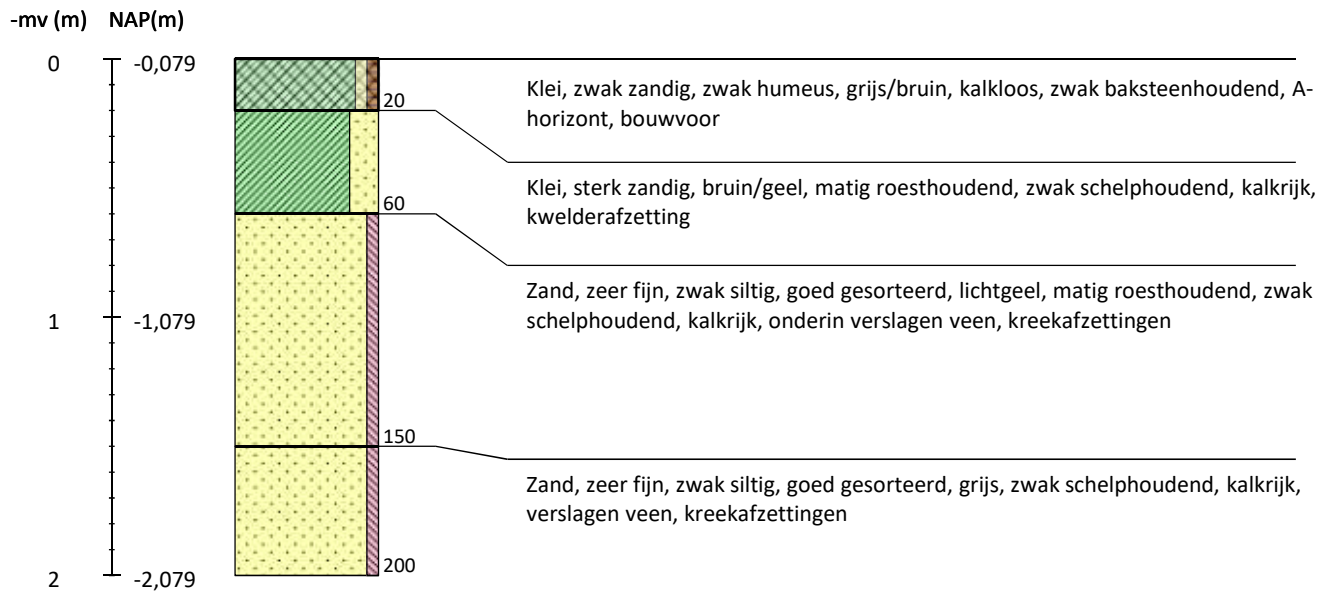 -mv (m) NAP(m)
0 -0,079
Klei, zwak zandig, zwak humeus, grijs/bruin, kalkloos, zwak baksteenhoudend, A-
horizont, bouwvoor
20
Klei, sterk zandig, bruin/geel, matig roesthoudend, zwak schelphoudend, kalkrijk,
kwelderafzetting
60
Zand, zeer fijn, zwak siltig, goed gesorteerd, lichtgeel, matig roesthoudend, zwak
schelphoudend, kalkrijk, onderin verslagen veen, kreekafzettingen
1 -1,079
150
Zand, zeer fijn, zwak siltig, goed gesorteerd, grijs, zwak schelphoudend, kalkrijk,
verslagen veen, kreekafzettingen
200
2 -2,079